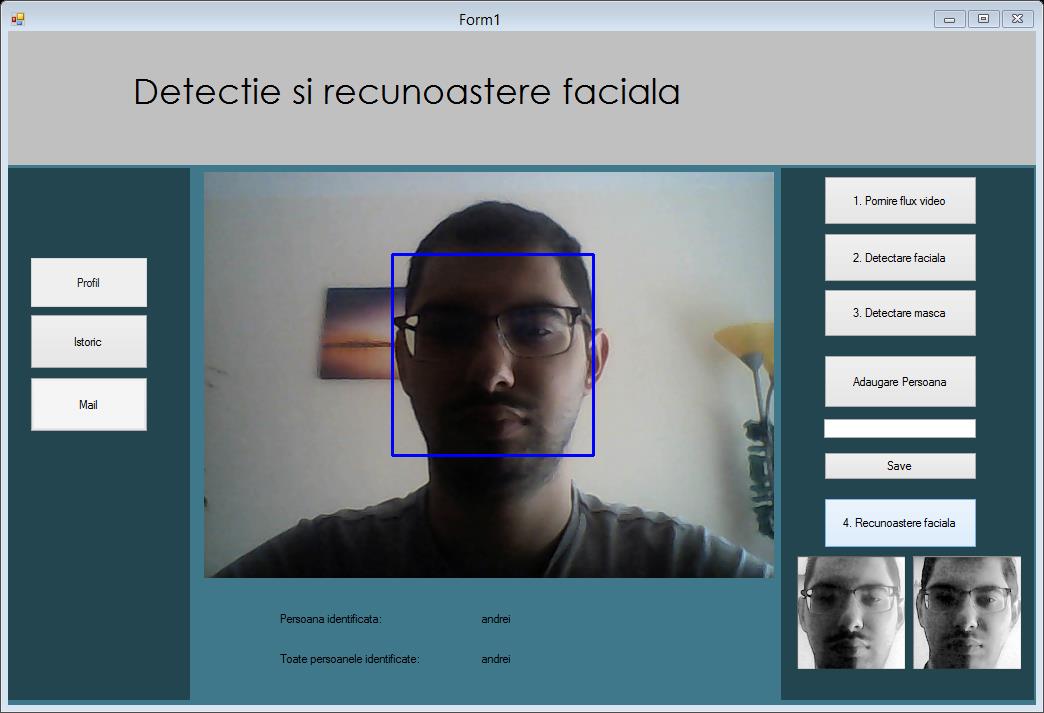 Form1
Detectie si recunoastere faciala
Profil
Istoric
Mail
1. Pornire flux video
2. Detectare faciala
3. Detectare masca
Adaugare Persoana
Save
4. Recunoastere faciala
Persoana identificata: andrei
Toate persoanele identificate: andrei